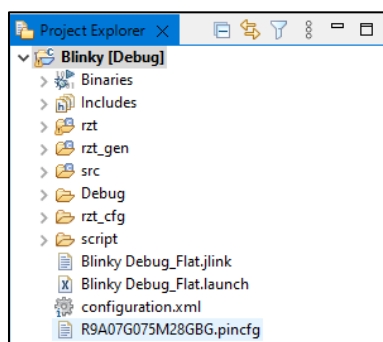 Project Explorer
Blinky [Debug]
Binaries
Includes
rzt
rzt_gen
src
Debug
rzt_cfg
script
Blinky Debug_Flat.jlink
Blinky Debug_Flat.launch
configuration.xml
R9A07G075M28GBG.pincfg